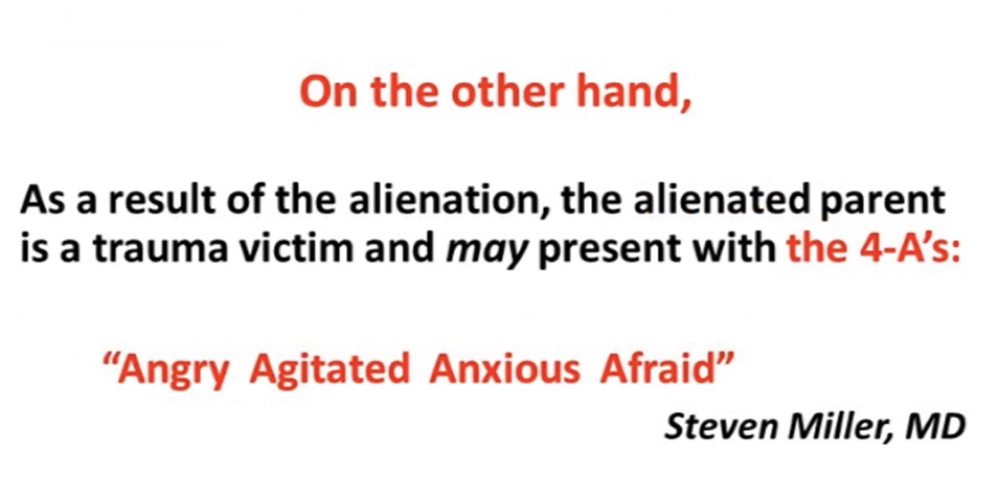 On the other hand,
As a result of the alienation, the alienated parent
is a trauma victim and may present with the 4-A’s:
“Angry Agitated Anxious Afraid”
Steven Miller, MD